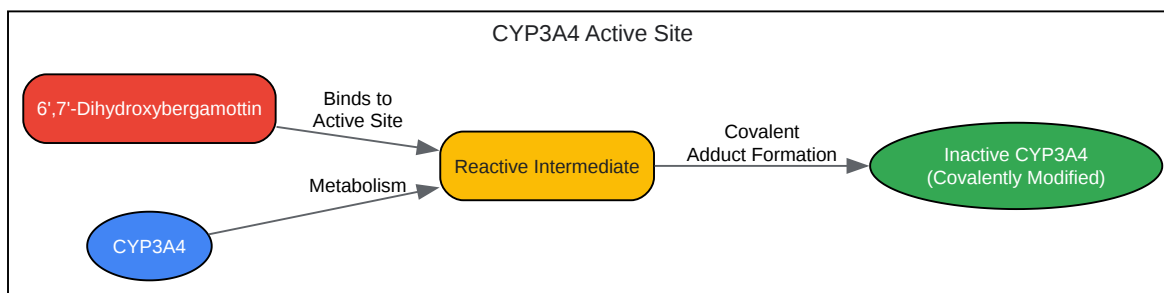 CYP3A4 Active Site
6',7'-Dihydroxybergamottin
Binds to
Active Site
Metabolism
CYP3A4
Reactive Intermediate
Covalent
Adduct Formation
Inactive CYP3A4
(Covalently Modified)